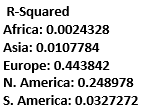 R-Squared
Africa: 0.0024328
Asia: 0.0107784
Europe: 0.443842
N. America: 0.248978
S. America: 0.0327272